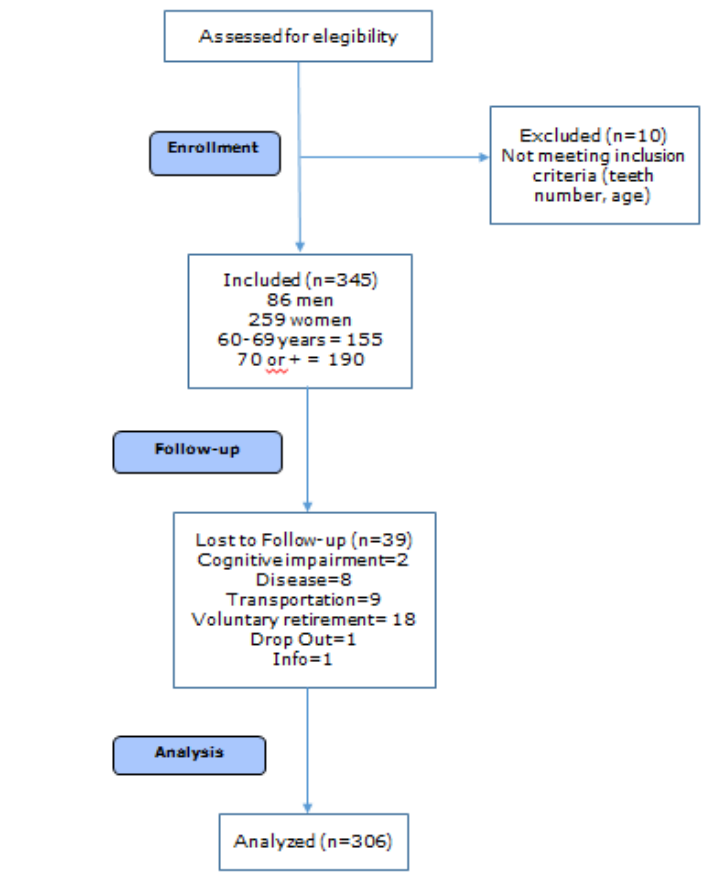 Assessed for elegibility
Enrollment
Excluded (n=10)
Not meeting inclusion
criteria (teeth
number, age)
Included (n=345)
86 men
259 women
60-69 years = 155
70 or + = 190
Follow-up
Lost to Follow-up (n=39)
Cognitive impairment=2
Disease=8
Transportation=9
Voluntary retirement= 18
Drop Out=1
Info=1
Analysis
Analyzed (n=306)